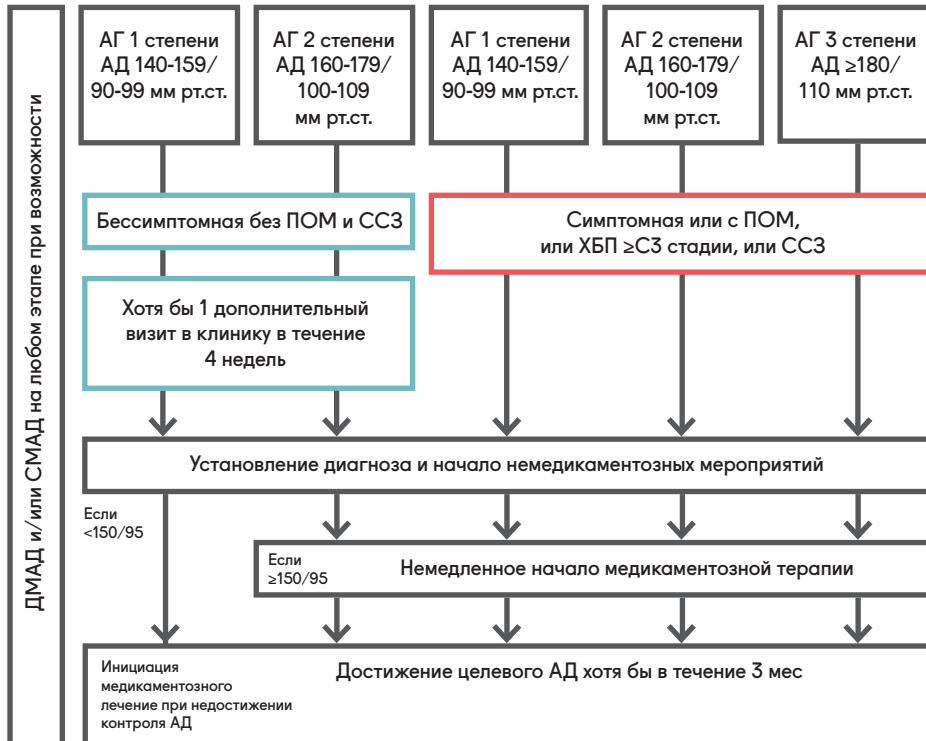 ДМАД и/или СМАД на любом этапе при возможности
АГ 1 степени
АД 140-159/
90-99 мм рт.ст.
АГ 2 степени
АД 160-179/
100-109
мм рт.ст.
АГ 1 степени
АД 140-159/
90-99 мм рт.ст.
АГ 2 степени
АД 160-179/
100-109
мм рт.ст.
АГ 3 степени
АД ≥180/
110 мм рт.ст.
Бессимптомная без ПОМ и ССЗ
Симптомная или с ПОМ,
или ХБП ≥С3 стадии, или ССЗ
Хотя бы 1 дополнительный
визит в клинику в течение
4 недель
Установление диагноза и начало немедикаментозных мероприятий
Если
<150/95
Если
≥150/95
Немедленное начало медикаментозной терапии
Инициация
медикаментозного
лечение при недостижении
контроля АД
Достижение целевого АД хотя бы в течение 3 мес